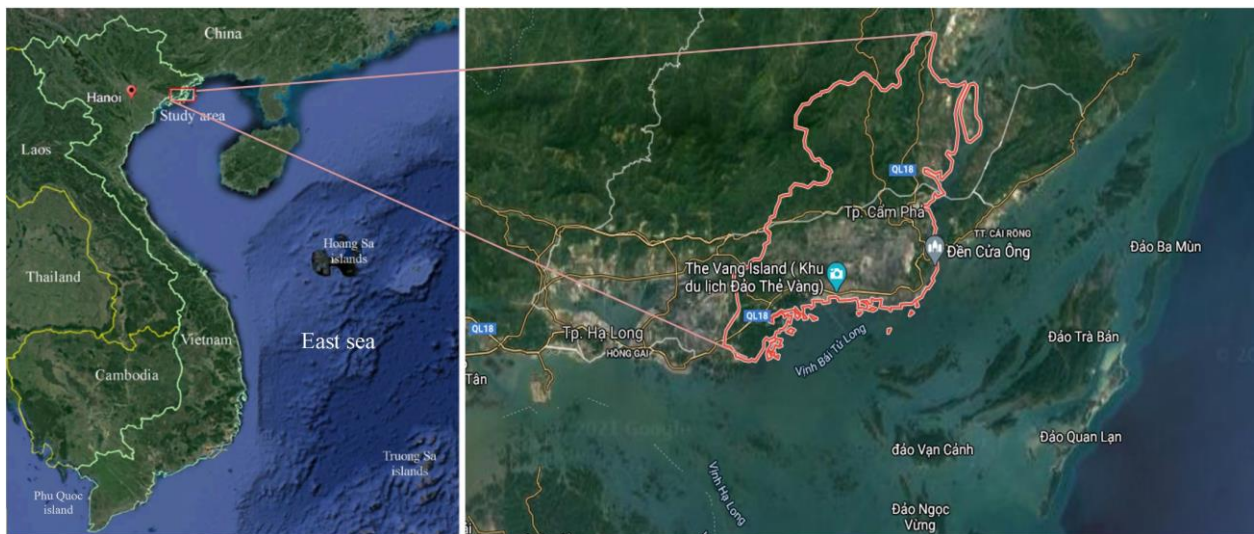 China
Hanoi
Study area
Laos
Hoang Sa
islands
Thailand
East sea
Vietnam
Cambodia
Truong Sa
islands
Phu Quoc
island
QL18
Tp. Cẩm Phả
TT. CÁI RỒNG
Đền Cửa Ông
Đảo Ba Mùn
The Vang Island ( Khu
du lịch Đảo Thẻ Vàng)
QL18
QL18
Tp. Hạ Long
HÒNG GAI
Vịnh Bái Tử Long
Đảo Trà Bản
Tân
2021 Google
Đảo Quan Lạn
đảo Vạn Cảnh
Vịnh Hạ Long
Đảo Ngọc
Vừng